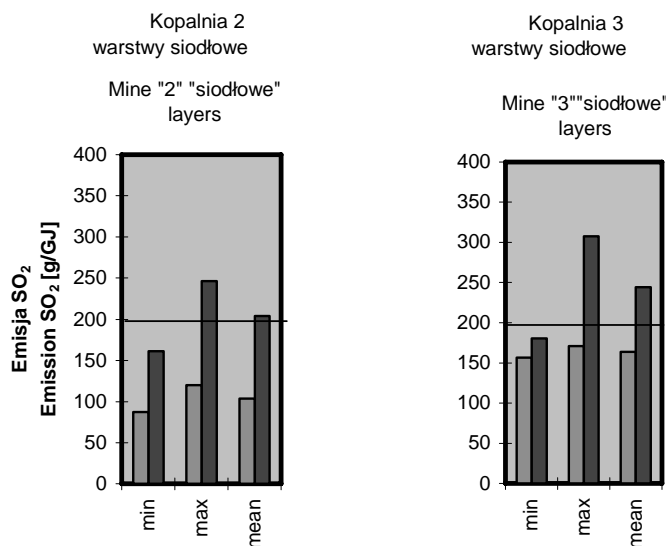 Kopalnia 2
warstwy siodłowe
Mine "2" "siodłowe"
layers
Emisja SO₂
Emission SO₂ [g/GJ]
400
350
300
250
200
150
100
50
0
min
max
mean
Kopalnia 3
warstwy siodłowe
Mine "3""siodłowe"
layers
400
350
300
250
200
150
100
50
0
min
max
mean